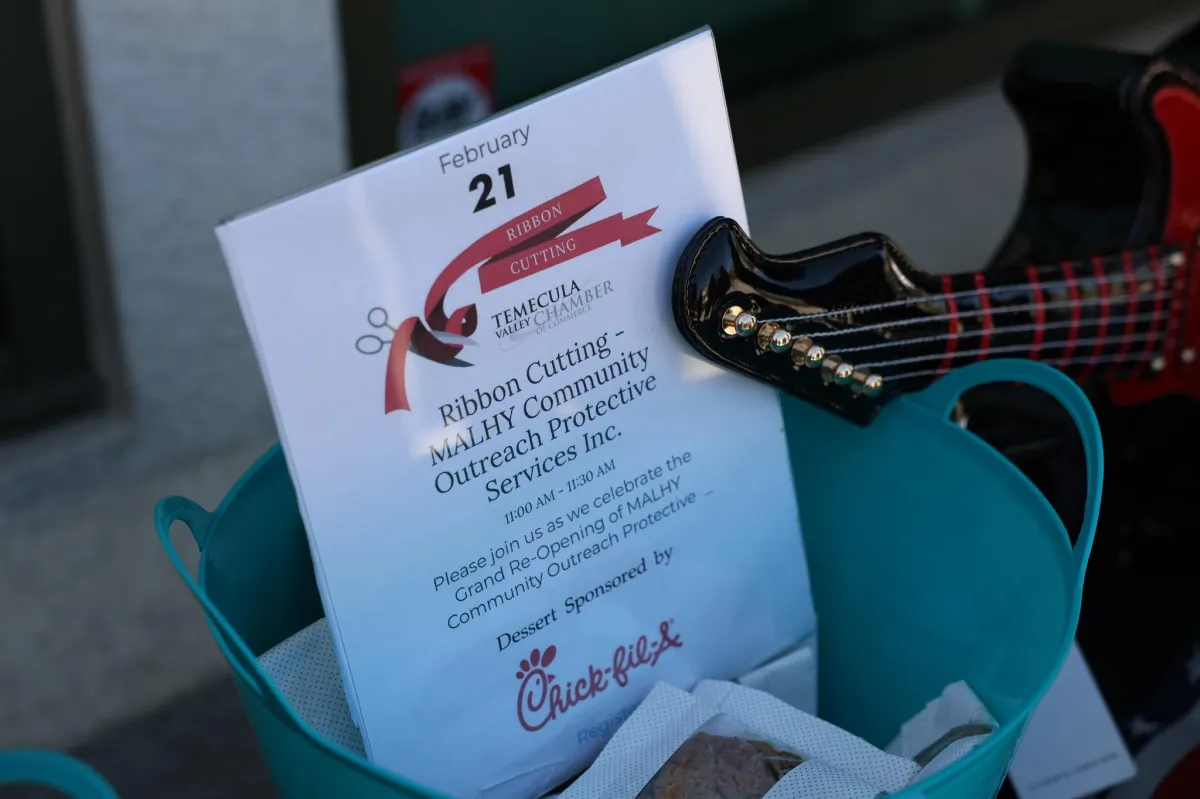 February
21
RIBBON
CUTTING
TEMECULA
VALLEY CHAMBER
OF COMMERCE
Ribbon Cutting –
MALHY Community
Outreach Protective
Services Inc.
11:00 AM - 11:30 AM
Please join us as we celebrate the
Grand Re-Opening of MALHY
Community Outreach Protective
Dessert Sponsored by
Chick-fil-A